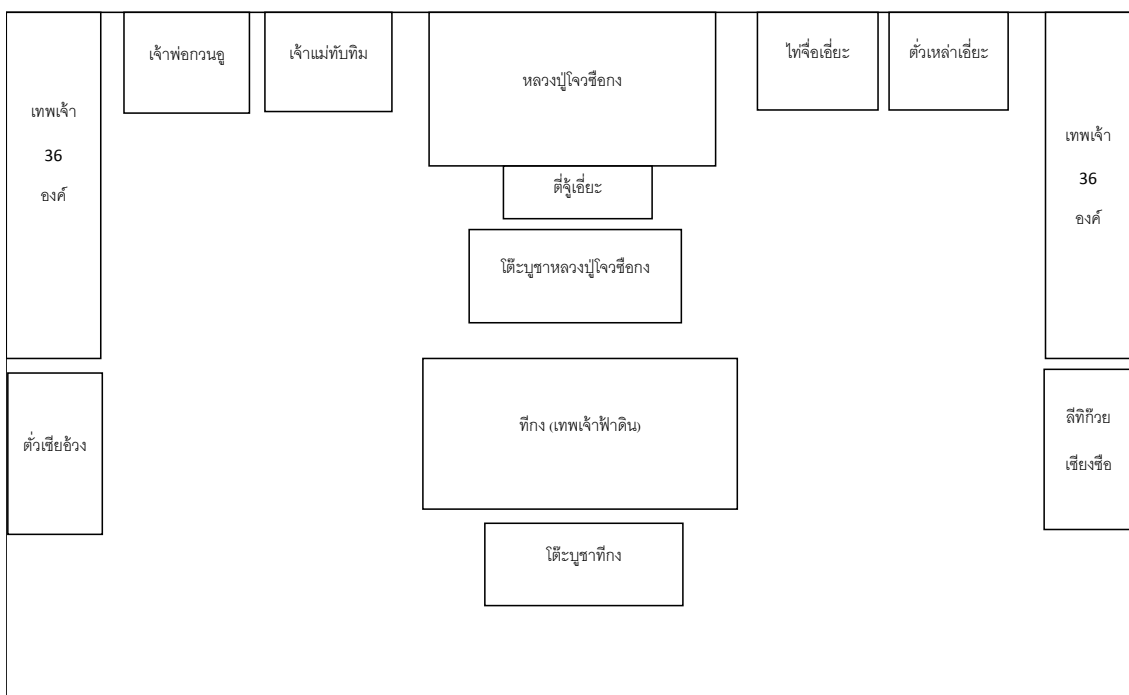 เจ้าพ่อกวนอู
เจ้าแม่ทับทิม
หลวงปู่โจวซือกง
ไท่จื่อเอี่ยะ
ตั่วเหล่าเอี่ยะ
เทพเจ้า
36
องค์
เทพเจ้า
36
องค์
ตี่จู้เอี่ยะ
โต๊ะบูชาหลวงปู่โจวซือกง
ตั่วเซียอ้วง
ทีกง (เทพเจ้าฟ้าดิน)
ลีทิก๊วย
เซียงซือ
โต๊ะบูชาทีกง